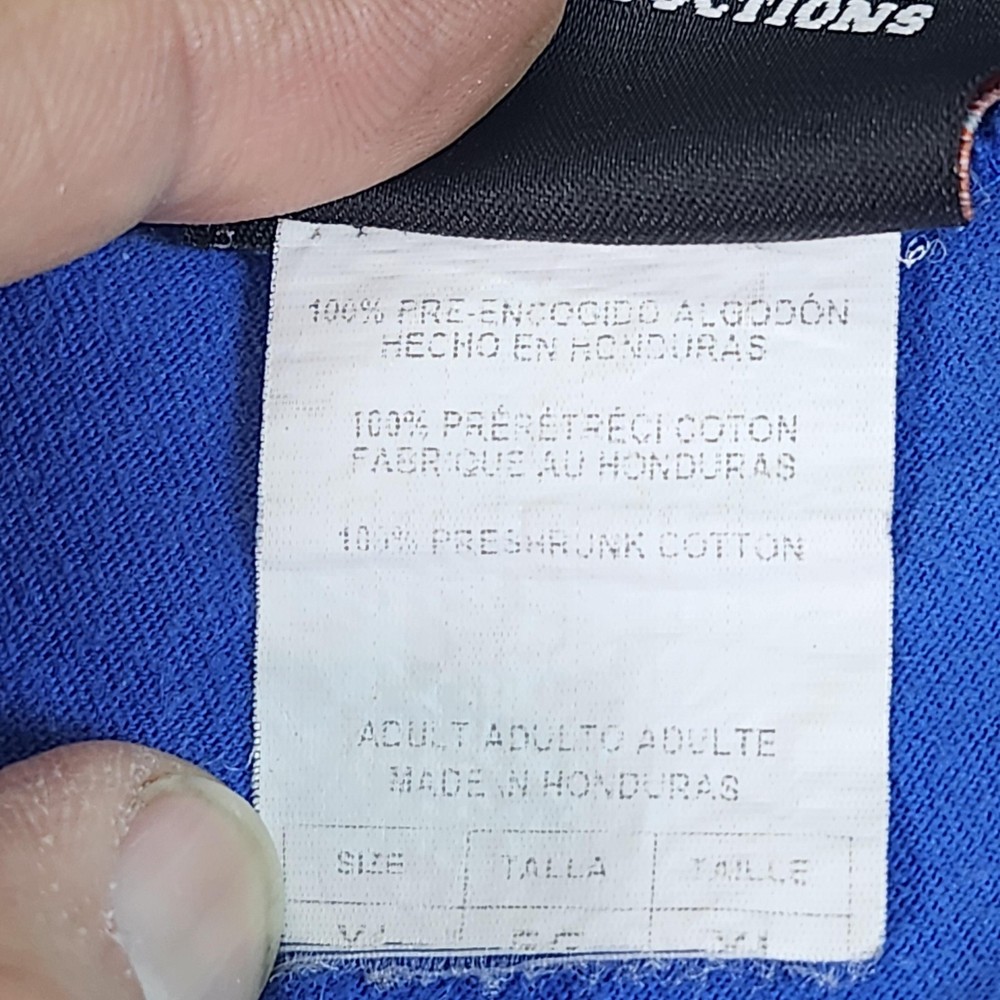 100% PRE-ENCOGIDO ALGODÓN
HECHO EN HONDURAS
100% PRÉRÉTRÉCI COTON
FABRIQUE AU HONDURAS
100% PRESHRUNK COTTON
ADULT ADULTO ADULTE
MADE IN HONDURAS
SIZE TALLA TAILLE